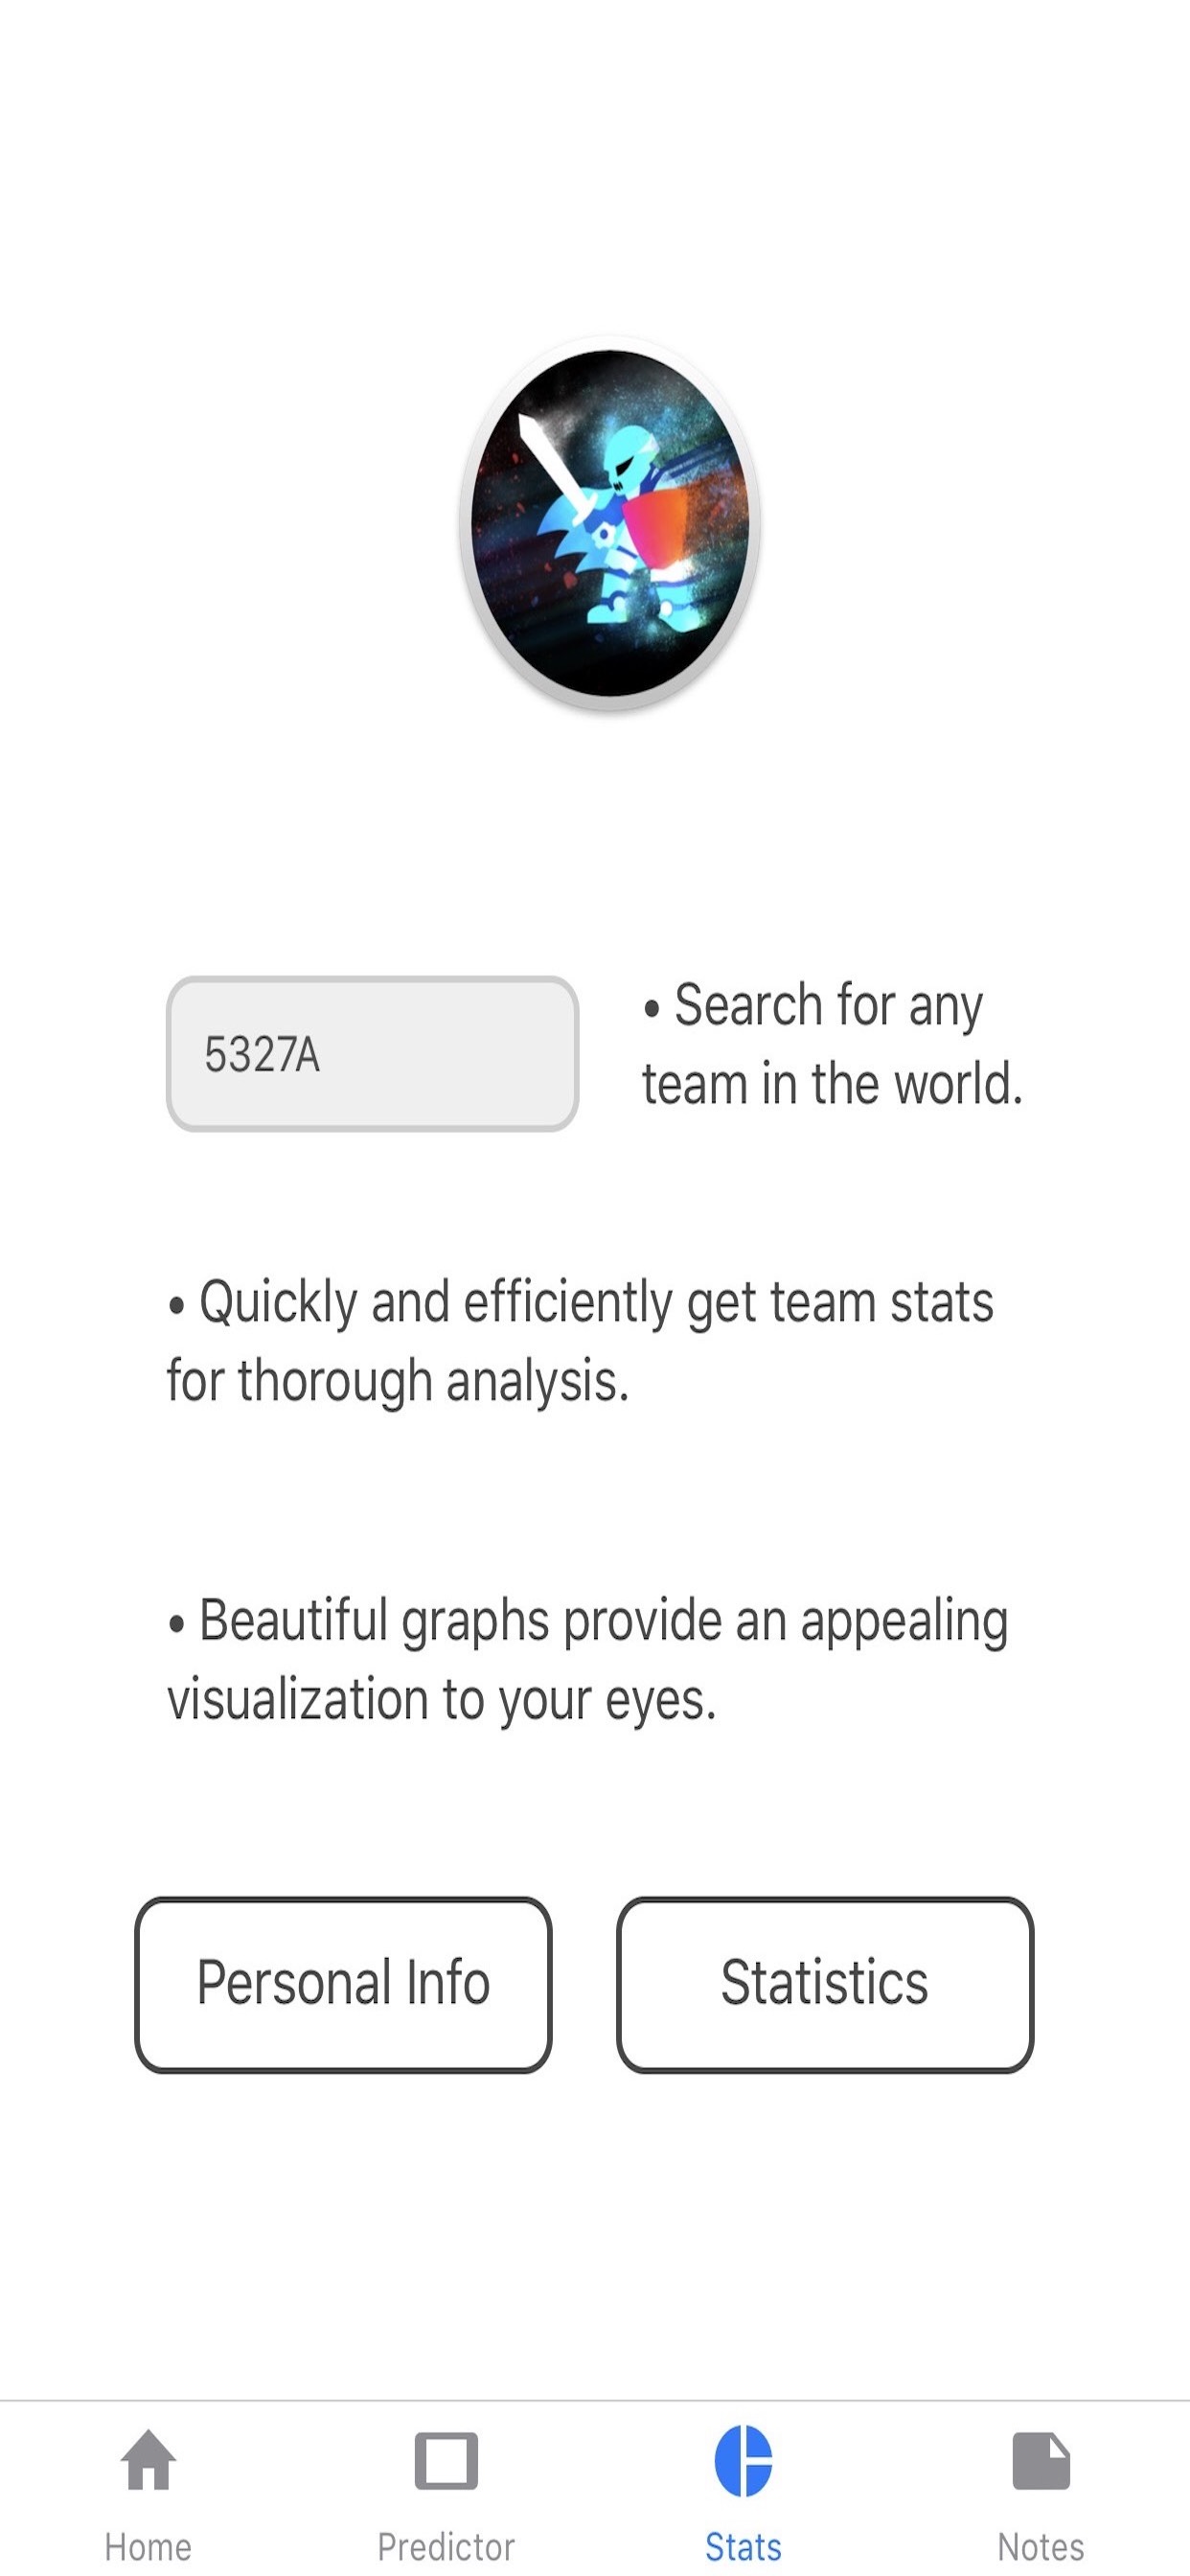 5327A
• Search for any
team in the world.
• Quickly and efficiently get team stats
for thorough analysis.
• Beautiful graphs provide an appealing
visualization to your eyes.
Personal Info
Statistics
Home
Predictor
Stats
Notes